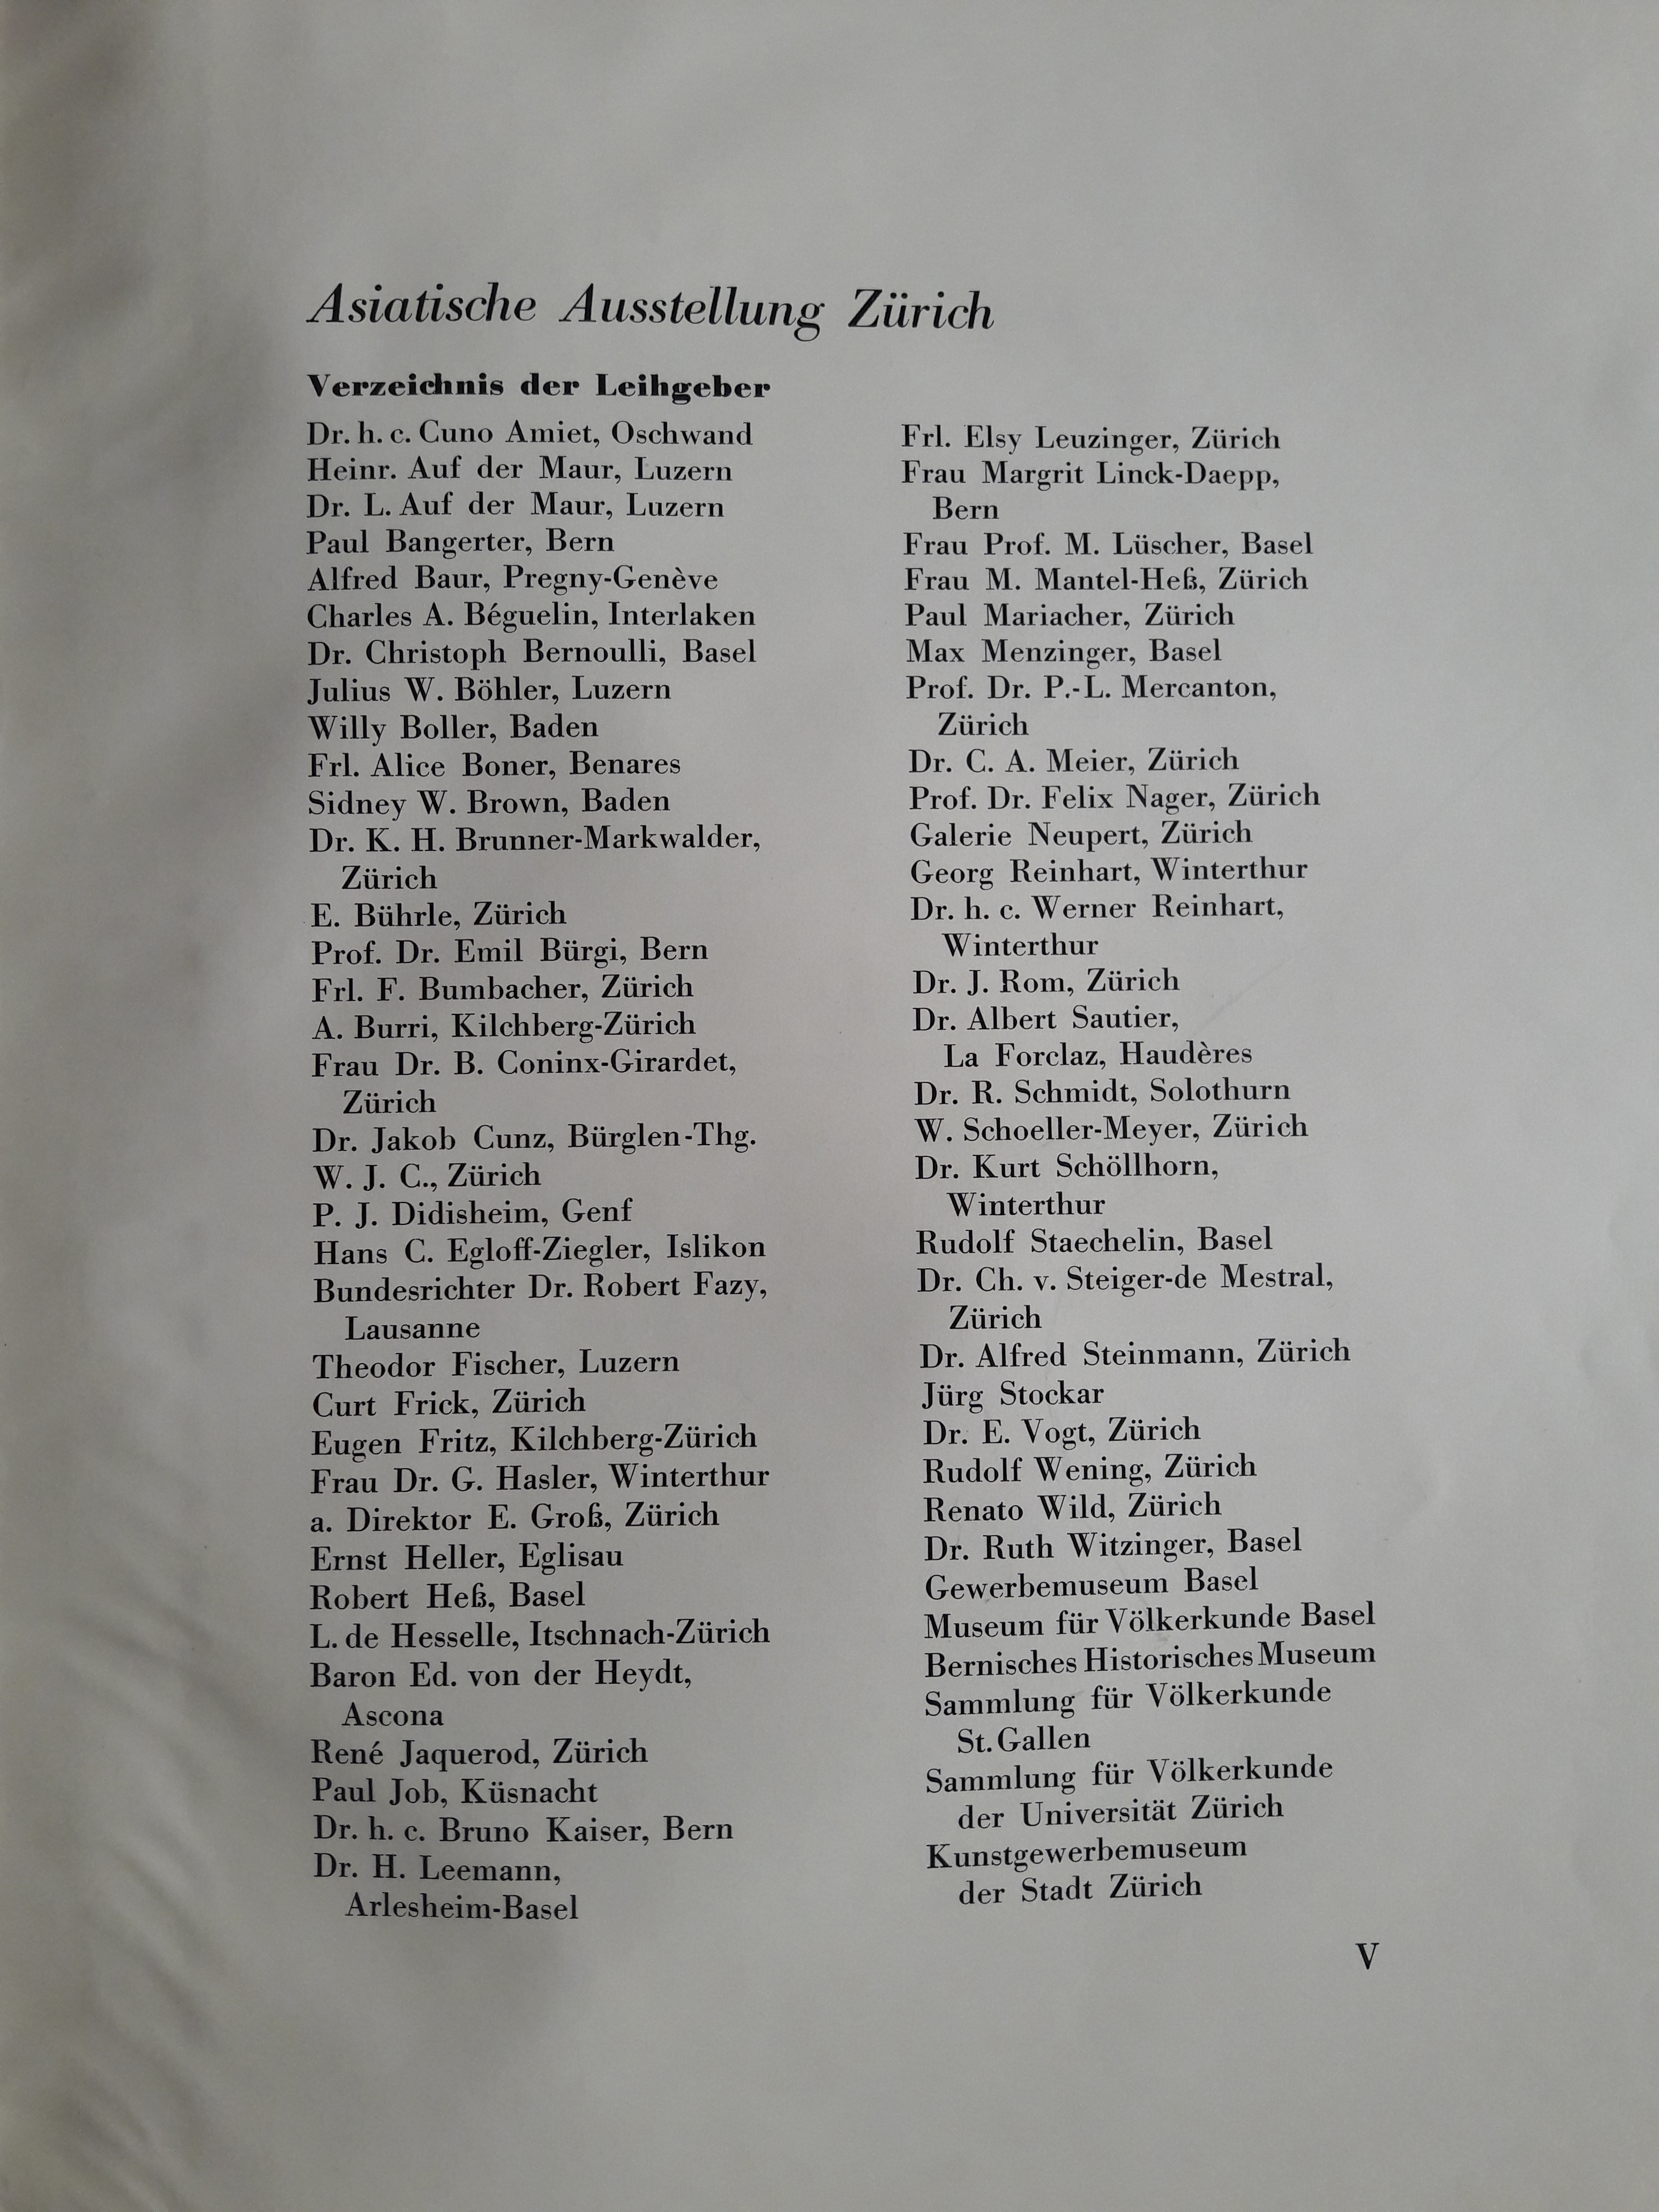 Asiatische Ausstellung Zürich
Verzeichnis der Leihgeber
Dr. h. c. Cuno Amiet, Oschwand
Heinr. Auf der Maur, Luzern
Dr. L. Auf der Maur, Luzern
Paul Bangerter, Bern
Alfred Baur, Pregny-Genève
Charles A. Béguelin, Interlaken
Dr. Christoph Bernoulli, Basel
Julius W. Böhler, Luzern
Willy Boller, Baden
Frl. Alice Boner, Benares
Sidney W. Brown, Baden
Dr. K. H. Brunner-Markwalder,
Zürich
E. Bührle, Zürich
Prof. Dr. Emil Bürgi, Bern
Frl. F. Bumbacher, Zürich
A. Burri, Kilchberg-Zürich
Frau Dr. B. Coninx-Girardet,
Zürich
Dr. Jakob Cunz, Bürglen-Thg.
W. J. C., Zürich
P. J. Didisheim, Genf
Hans C. Egloff-Ziegler, Islikon
Bundesrichter Dr. Robert Fazy,
Lausanne
Theodor Fischer, Luzern
Curt Frick, Zürich
Eugen Fritz, Kilchberg-Zürich
Frau Dr. G. Hasler, Winterthur
a. Direktor E. Groß, Zürich
Ernst Heller, Eglisau
Robert Heß, Basel
L. de Hesselle, Itschnach-Zürich
Baron Ed. von der Heydt,
Ascona
René Jaquerod, Zürich
Paul Job, Küsnacht
Dr. h. c. Bruno Kaiser, Bern
Dr. H. Leemann,
Arlesheim-Basel
Frl. Elsy Leuzinger, Zürich
Frau Margrit Linck-Daepp,
Bern
Frau Prof. M. Lüscher, Basel
Frau M. Mantel-Heß, Zürich
Paul Mariacher, Zürich
Max Menzinger, Basel
Prof. Dr. P.-L. Mercanton,
Zürich
Dr. C. A. Meier, Zürich
Prof. Dr. Felix Nager, Zürich
Galerie Neupert, Zürich
Georg Reinhart, Winterthur
Dr. h. c. Werner Reinhart,
Winterthur
Dr. J. Rom, Zürich
Dr. Albert Sautier,
La Forclaz, Haudères
Dr. R. Schmidt, Solothurn
W. Schoeller-Meyer, Zürich
Dr. Kurt Schöllhorn,
Winterthur
Rudolf Staechelin, Basel
Dr. Ch. v. Steiger-de Mestral,
Zürich
Dr. Alfred Steinmann, Zürich
Jürg Stockar
Dr. E. Vogt, Zürich
Rudolf Wening, Zürich
Renato Wild, Zürich
Dr. Ruth Witzinger, Basel
Gewerbemuseum Basel
Museum für Völkerkunde Basel
Bernisches Historisches Museum
Sammlung für Völkerkunde
St. Gallen
Sammlung für Völkerkunde
der Universität Zürich
Kunstgewerbemuseum
der Stadt Zürich
V